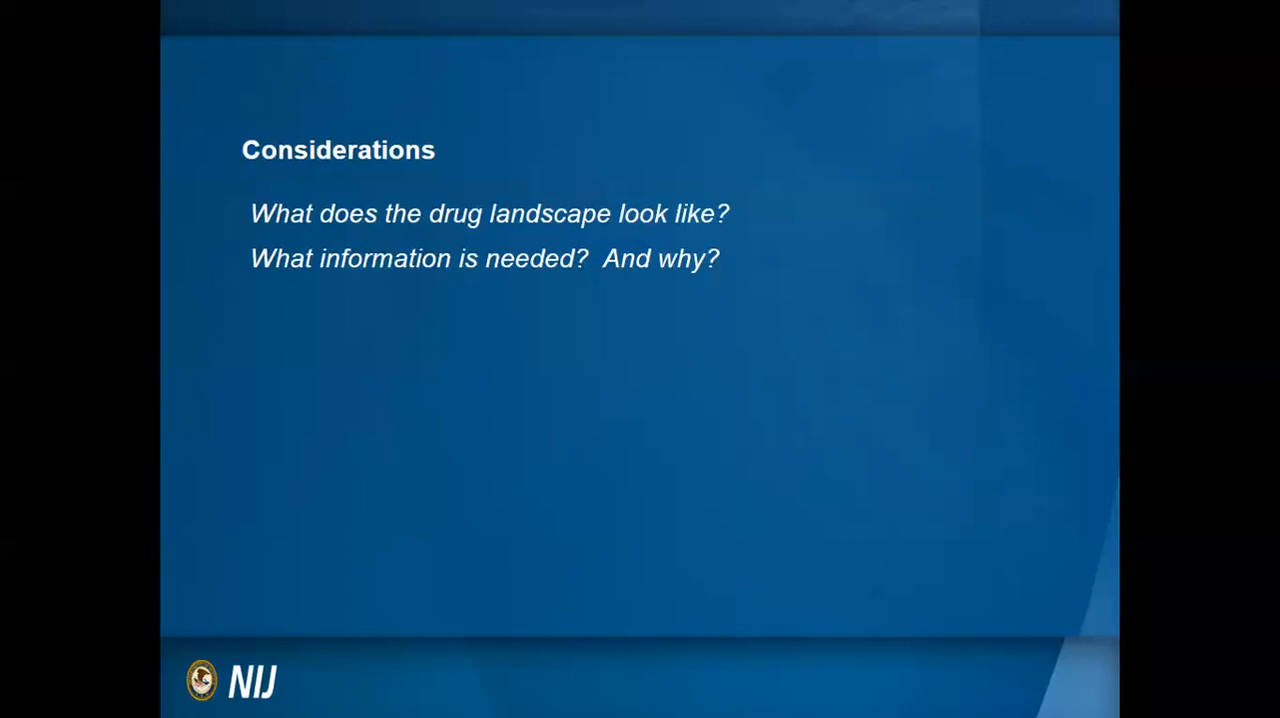 Considerations
What does the drug landscape look like?
What information is needed?  And why?
NIJ